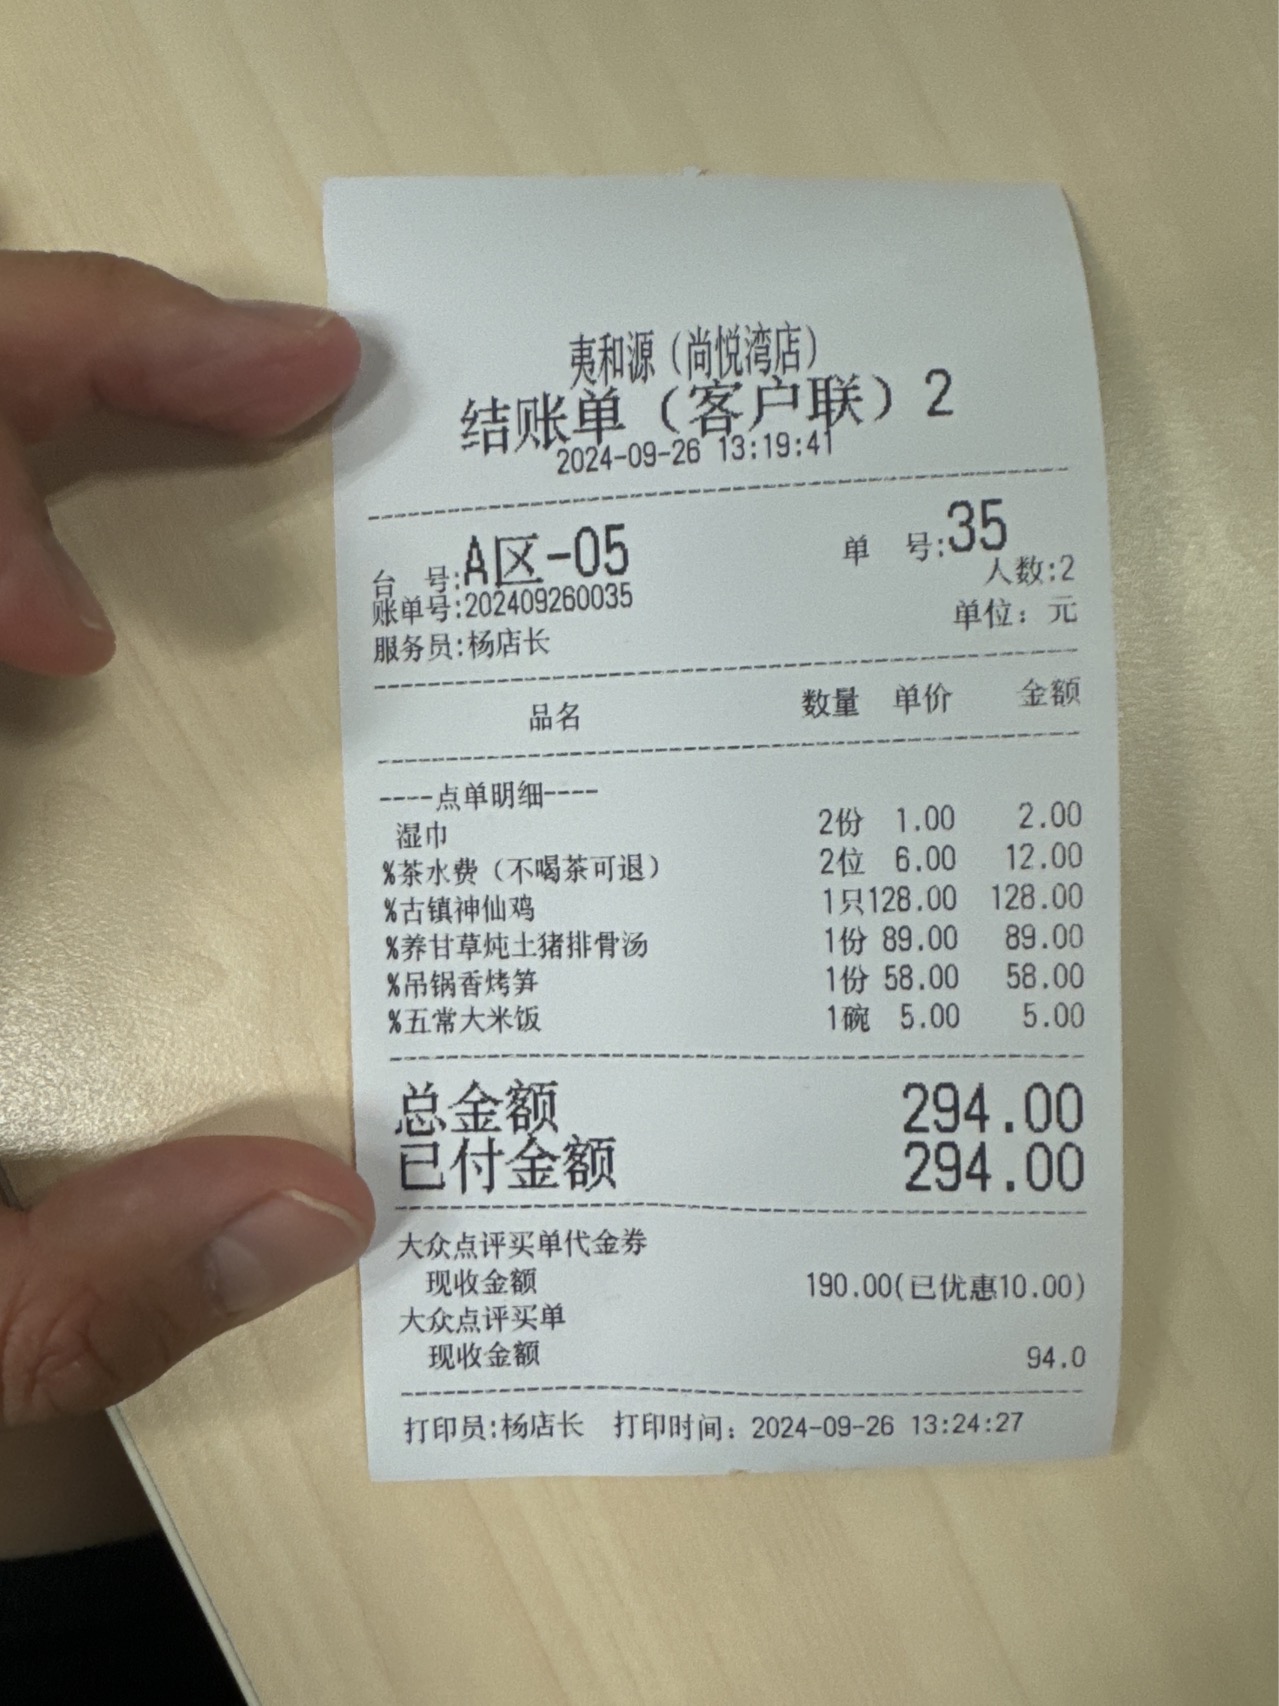 夷和源（尚悦湾店）
结账单（客户联）2
2024-09-26 13:19:41
台 号:A区-05 单 号:35
人数:2
账单号:202409260035
单位：元
服务员:杨店长
品名 数量 单价 金额
----点单明细----
湿巾 2份 1.00 2.00
%茶水费（不喝茶可退） 2位 6.00 12.00
%古镇神仙鸡 1只128.00 128.00
%养甘草炖土猪排骨汤 1份 89.00 89.00
%吊锅香烤笋 1份 58.00 58.00
%五常大米饭 1碗 5.00 5.00
总金额 294.00
已付金额 294.00
大众点评买单代金券
现收金额 190.00(已优惠10.00)
大众点评买单
现收金额 94.0
打印员:杨店长 打印时间：2024-09-26 13:24:27